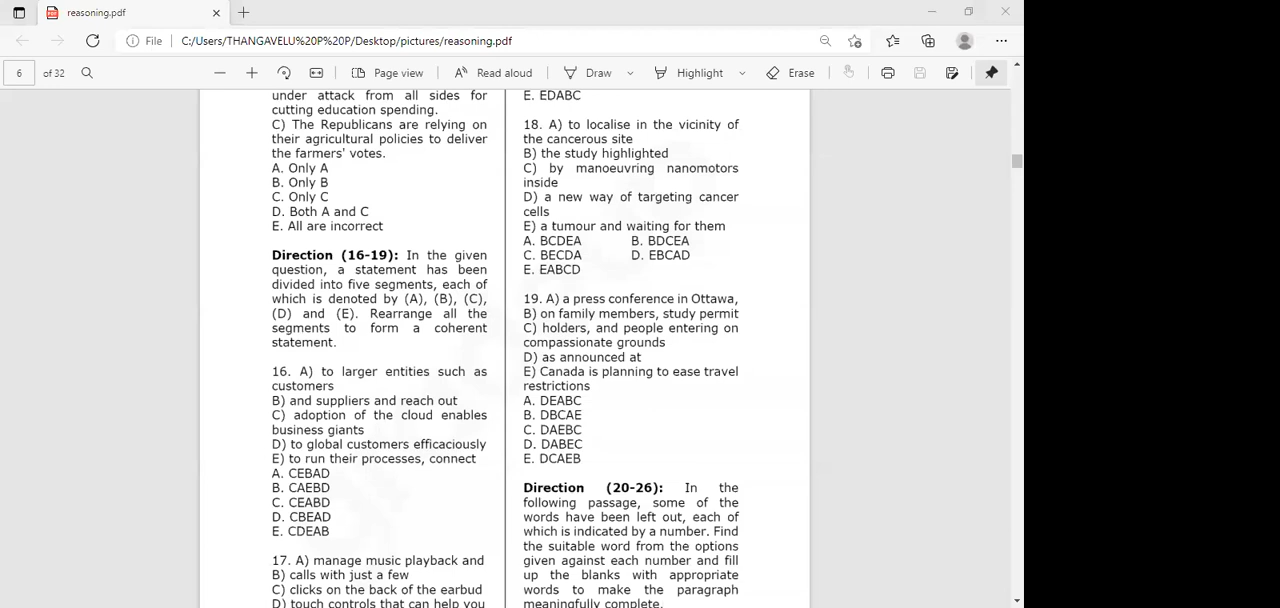 reasoning.pdf
File
C:/Users/THANGAVELU%20P%20P/Desktop/pictures/reasoning.pdf
6
of 32
Page view
Read aloud
Draw
Highlight
Erase
under attack from all sides for
cutting education spending.
C) The Republicans are relying on
their agricultural policies to deliver
the farmers' votes.
A. Only A
B. Only B
C. Only C
D. Both A and C
E. All are incorrect
Direction (16-19): In the given
question, a statement has been
divided into five segments, each of
which is denoted by (A), (B), (C),
(D) and (E). Rearrange all the
segments to form a coherent
statement.
16. A) to larger entities such as
customers
B) and suppliers and reach out
C) adoption of the cloud enables
business giants
D) to global customers efficaciously
E) to run their processes, connect
A. CEBAD
B. CAEBD
C. CEABD
D. CBEAD
E. CDEAB
17. A) manage music playback and
B) calls with just a few
C) clicks on the back of the earbud
D) touch controls that can help you
E. EDABC
18. A) to localise in the vicinity of
the cancerous site
B) the study highlighted
C) by manoeuvring nanomotors
inside
D) a new way of targeting cancer
cells
E) a tumour and waiting for them
A. BCDEA B. BDCEA
C. BECDA D. EBCAD
E. EABCD
19. A) a press conference in Ottawa,
B) on family members, study permit
C) holders, and people entering on
compassionate grounds
D) as announced at
E) Canada is planning to ease travel
restrictions
A. DEABC
B. DBCAE
C. DAEBC
D. DABEC
E. DCAEB
Direction (20-26): In the
following passage, some of the
words have been left out, each of
which is indicated by a number. Find
the suitable word from the options
given against each number and fill
up the blanks with appropriate
words to make the paragraph
meaningfully complete.